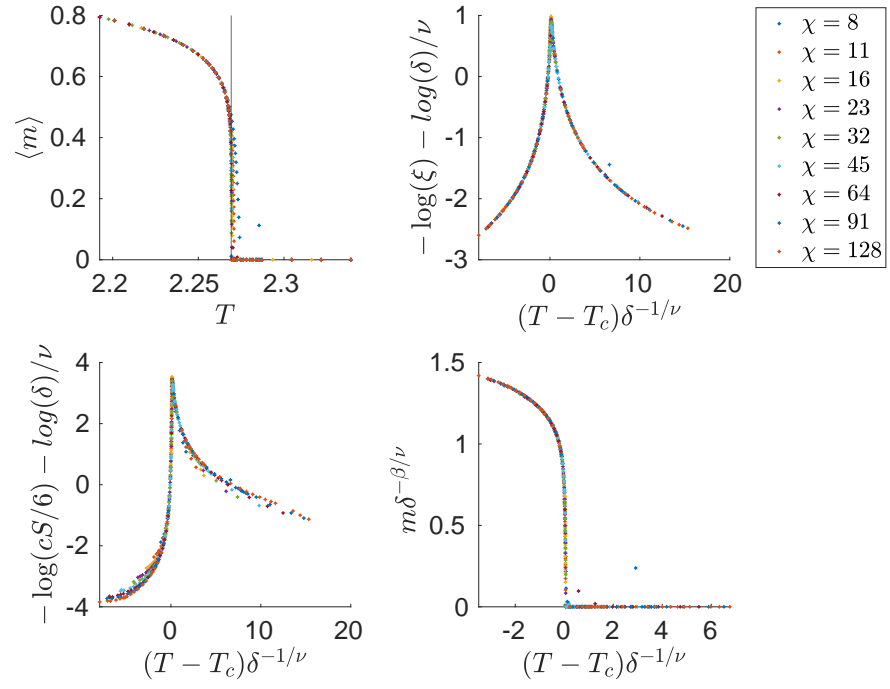 0.8
0.6
0.4
0.2
0
⟨m⟩
2.2
2.25
2.3
T
1
0
-1
-2
-3
− log(ξ) − log(δ)/ν
0
10
20
(T − T_c)δ^{−1/ν}
χ = 8
χ = 11
χ = 16
χ = 23
χ = 32
χ = 45
χ = 64
χ = 91
χ = 128
4
2
0
-2
-4
− log(cS/6) − log(δ)/ν
0
10
20
(T − T_c)δ^{−1/ν}
1.5
1
0.5
0
mδ^{−β/ν}
-2
0
2
4
6
(T − T_c)δ^{−1/ν}